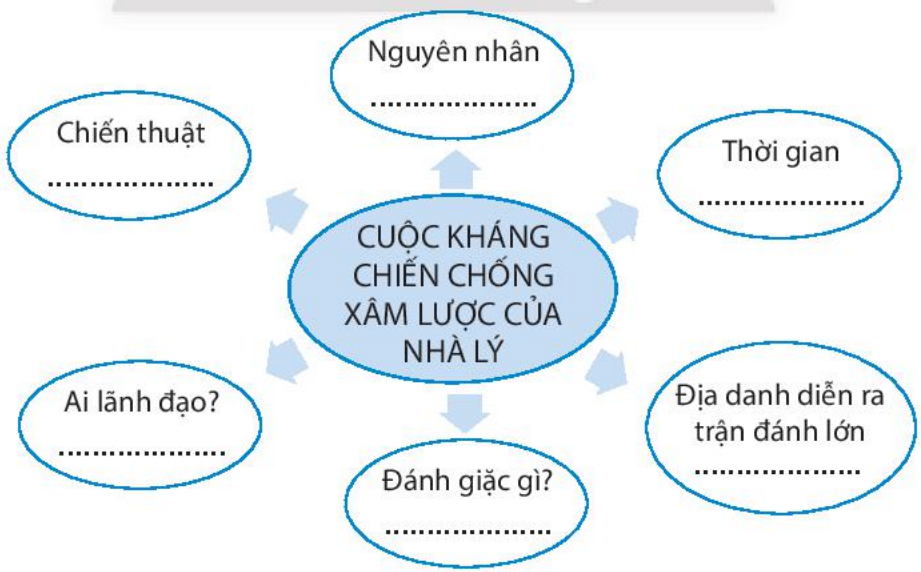 Nguyên nhân
....................
Chiến thuật
....................
Thời gian
....................
CUỘC KHÁNG
CHIẾN CHỐNG
XÂM LƯỢC CỦA
NHÀ LÝ
Ai lãnh đạo?
....................
Địa danh diễn ra
trận đánh lớn
....................
Đánh giặc gì?
....................